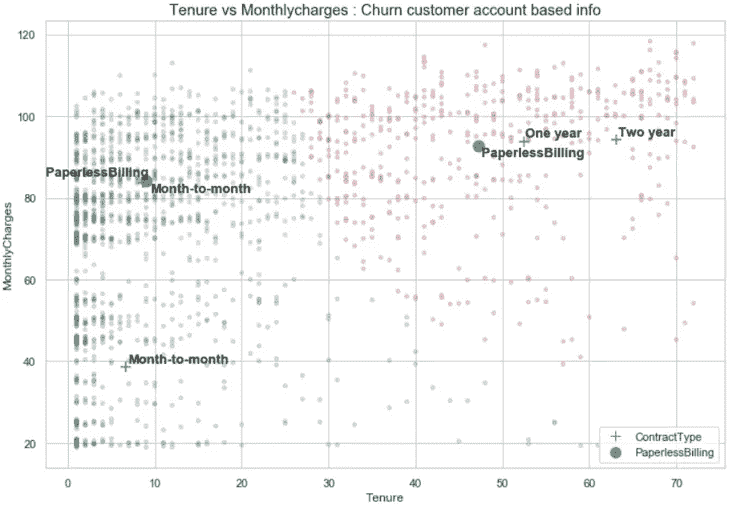 Tenure vs Monthlycharges : Churn customer account based info
MonthlyCharges
120
100
80
60
40
20
One year
Two year
PaperlessBilling
PaperlessBilling
Month-to-month
Month-to-month
ContractType
PaperlessBilling
0 10 20 30 40 50 60 70
Tenure